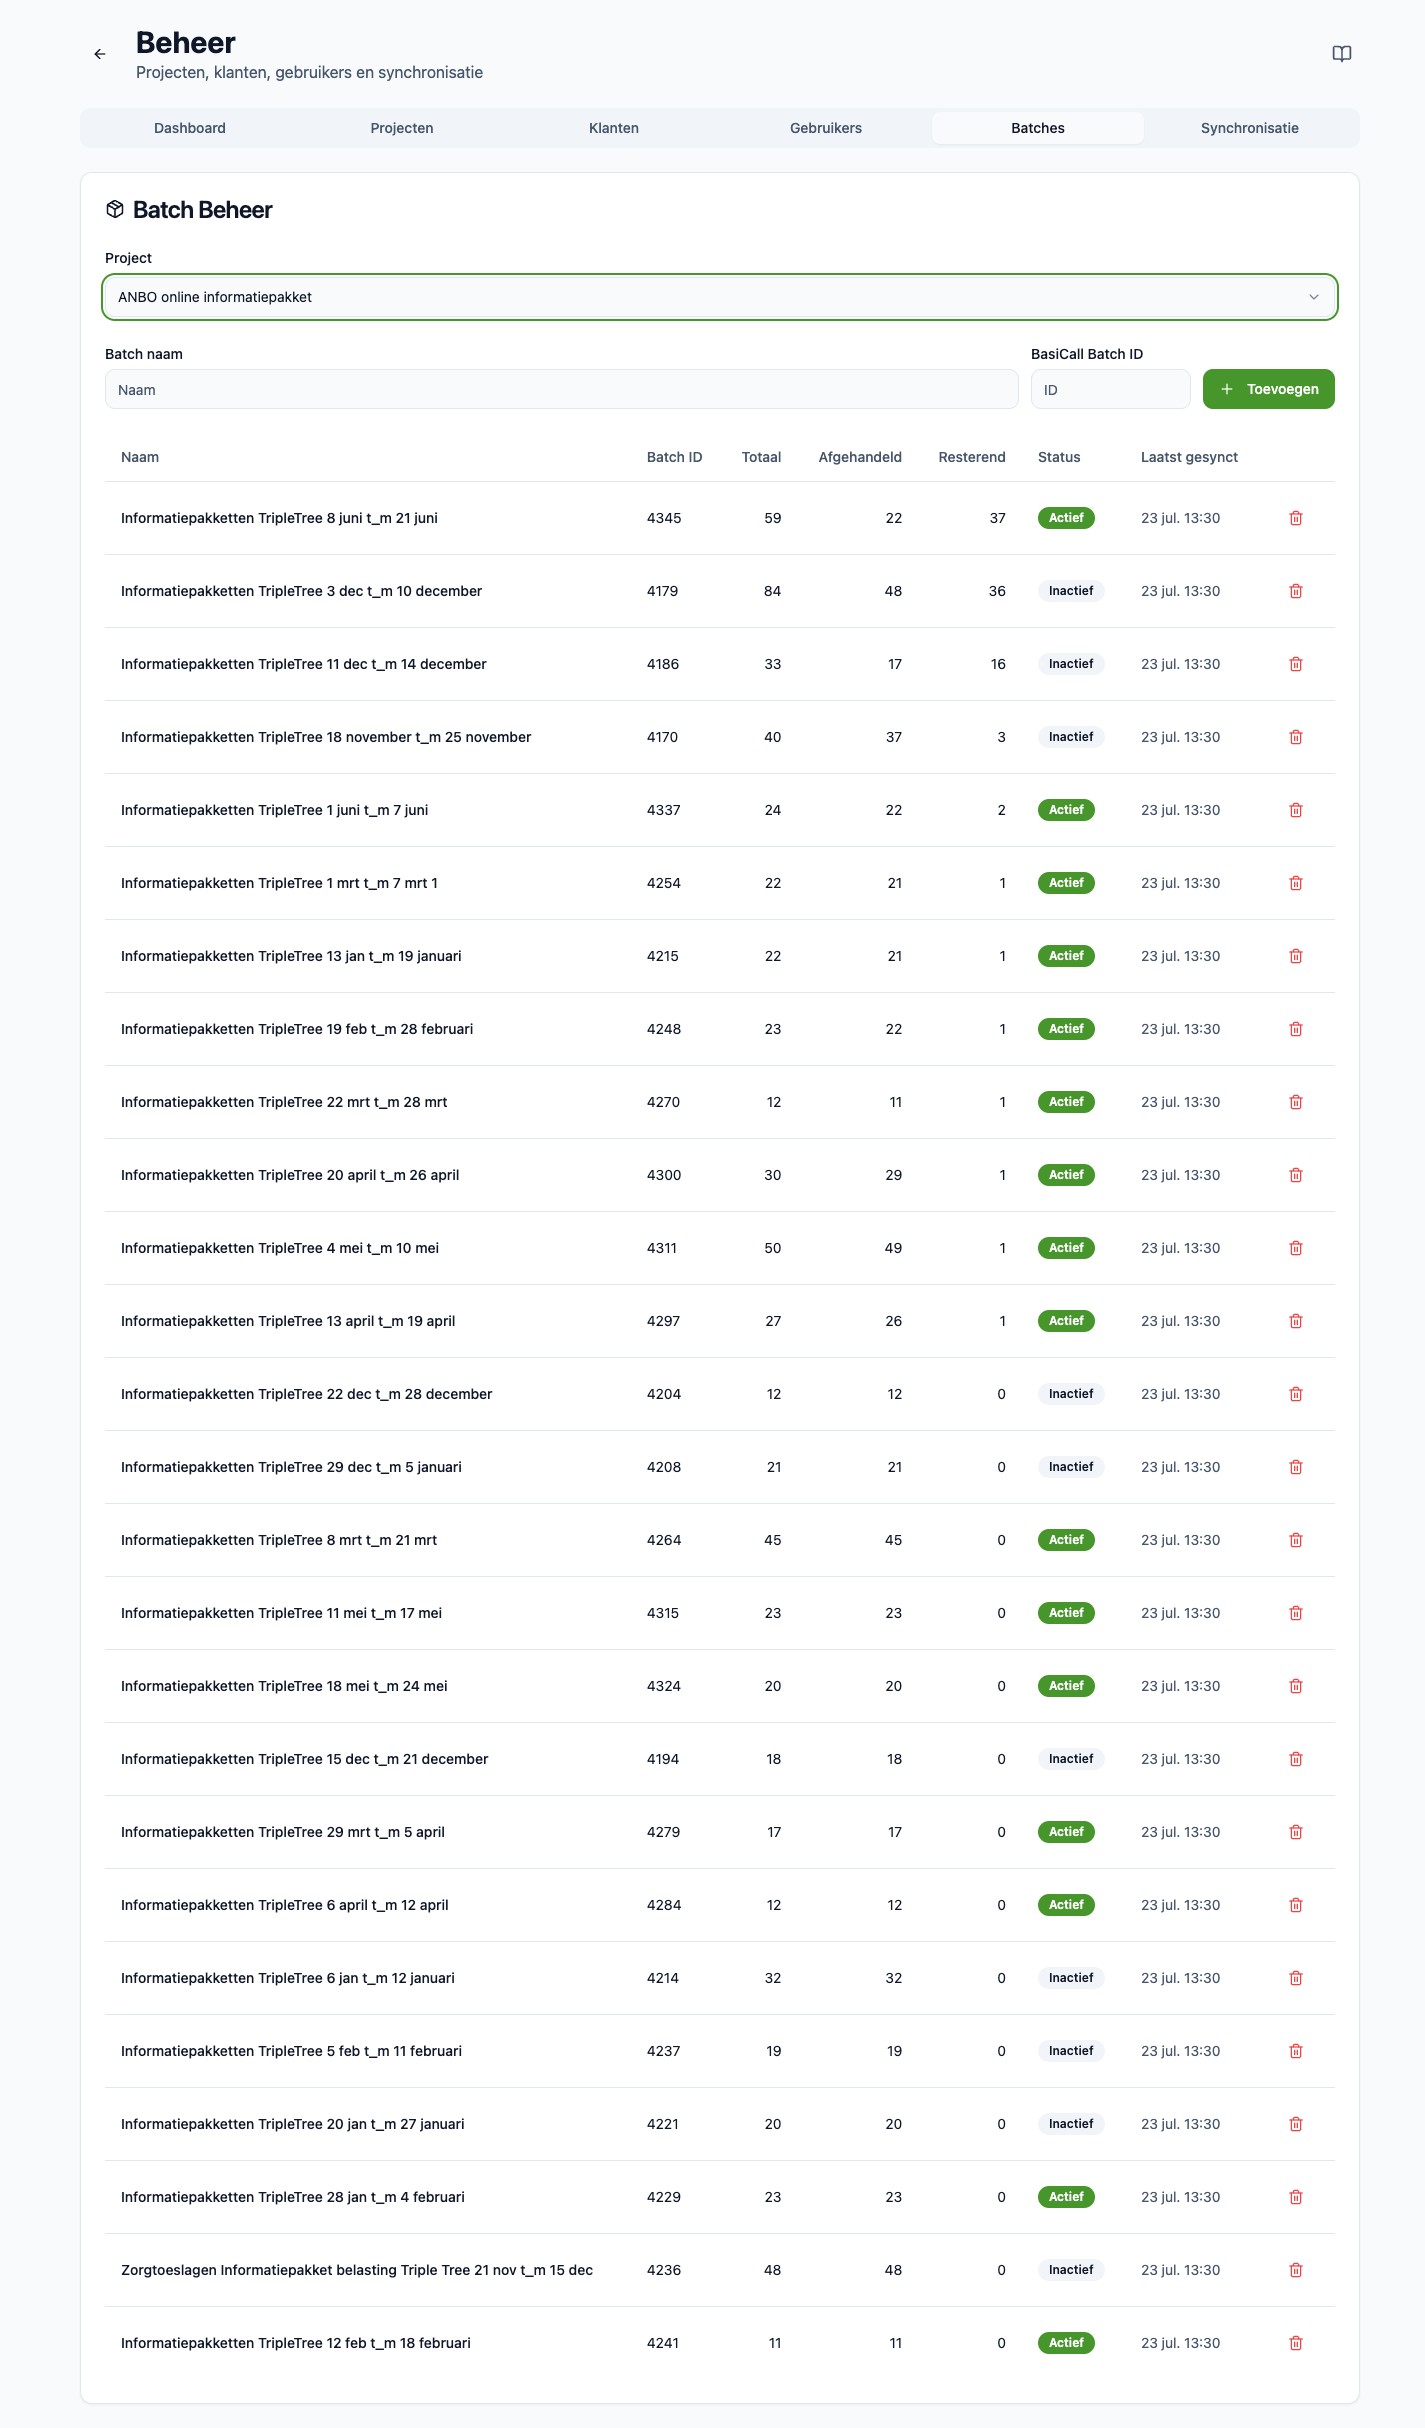 Beheer
Projecten, klanten, gebruikers en synchronisatie
Dashboard Projecten Klanten Gebruikers Batches Synchronisatie
Batch Beheer
Project
ANBO online informatiepakket
Batch naam BasiCall Batch ID
Naam ID Toevoegen
Naam Batch ID Totaal Afgehandeld Resterend Status Laatst gesynct
Informatiepakketten TripleTree 8 juni t_m 21 juni 4345 59 22 37 Actief 23 jul. 13:30
Informatiepakketten TripleTree 3 dec t_m 10 december 4179 84 48 36 Inactief 23 jul. 13:30
Informatiepakketten TripleTree 11 dec t_m 14 december 4186 33 17 16 Inactief 23 jul. 13:30
Informatiepakketten TripleTree 18 november t_m 25 november 4170 40 37 3 Inactief 23 jul. 13:30
Informatiepakketten TripleTree 1 juni t_m 7 juni 4337 24 22 2 Actief 23 jul. 13:30
Informatiepakketten TripleTree 1 mrt t_m 7 mrt 1 4254 22 21 1 Actief 23 jul. 13:30
Informatiepakketten TripleTree 13 jan t_m 19 januari 4215 22 21 1 Actief 23 jul. 13:30
Informatiepakketten TripleTree 19 feb t_m 28 februari 4248 23 22 1 Actief 23 jul. 13:30
Informatiepakketten TripleTree 22 mrt t_m 28 mrt 4270 12 11 1 Actief 23 jul. 13:30
Informatiepakketten TripleTree 20 april t_m 26 april 4300 30 29 1 Actief 23 jul. 13:30
Informatiepakketten TripleTree 4 mei t_m 10 mei 4311 50 49 1 Actief 23 jul. 13:30
Informatiepakketten TripleTree 13 april t_m 19 april 4297 27 26 1 Actief 23 jul. 13:30
Informatiepakketten TripleTree 22 dec t_m 28 december 4204 12 12 0 Inactief 23 jul. 13:30
Informatiepakketten TripleTree 29 dec t_m 5 januari 4208 21 21 0 Inactief 23 jul. 13:30
Informatiepakketten TripleTree 8 mrt t_m 21 mrt 4264 45 45 0 Actief 23 jul. 13:30
Informatiepakketten TripleTree 11 mei t_m 17 mei 4315 23 23 0 Actief 23 jul. 13:30
Informatiepakketten TripleTree 18 mei t_m 24 mei 4324 20 20 0 Actief 23 jul. 13:30
Informatiepakketten TripleTree 15 dec t_m 21 december 4194 18 18 0 Inactief 23 jul. 13:30
Informatiepakketten TripleTree 29 mrt t_m 5 april 4279 17 17 0 Actief 23 jul. 13:30
Informatiepakketten TripleTree 6 april t_m 12 april 4284 12 12 0 Actief 23 jul. 13:30
Informatiepakketten TripleTree 6 jan t_m 12 januari 4214 32 32 0 Inactief 23 jul. 13:30
Informatiepakketten TripleTree 5 feb t_m 11 februari 4237 19 19 0 Inactief 23 jul. 13:30
Informatiepakketten TripleTree 20 jan t_m 27 januari 4221 20 20 0 Inactief 23 jul. 13:30
Informatiepakketten TripleTree 28 jan t_m 4 februari 4229 23 23 0 Actief 23 jul. 13:30
Zorgtoeslagen Informatiepakket belasting Triple Tree 21 nov t_m 15 dec 4236 48 48 0 Inactief 23 jul. 13:30
Informatiepakketten TripleTree 12 feb t_m 18 februari 4241 11 11 0 Actief 23 jul. 13:30